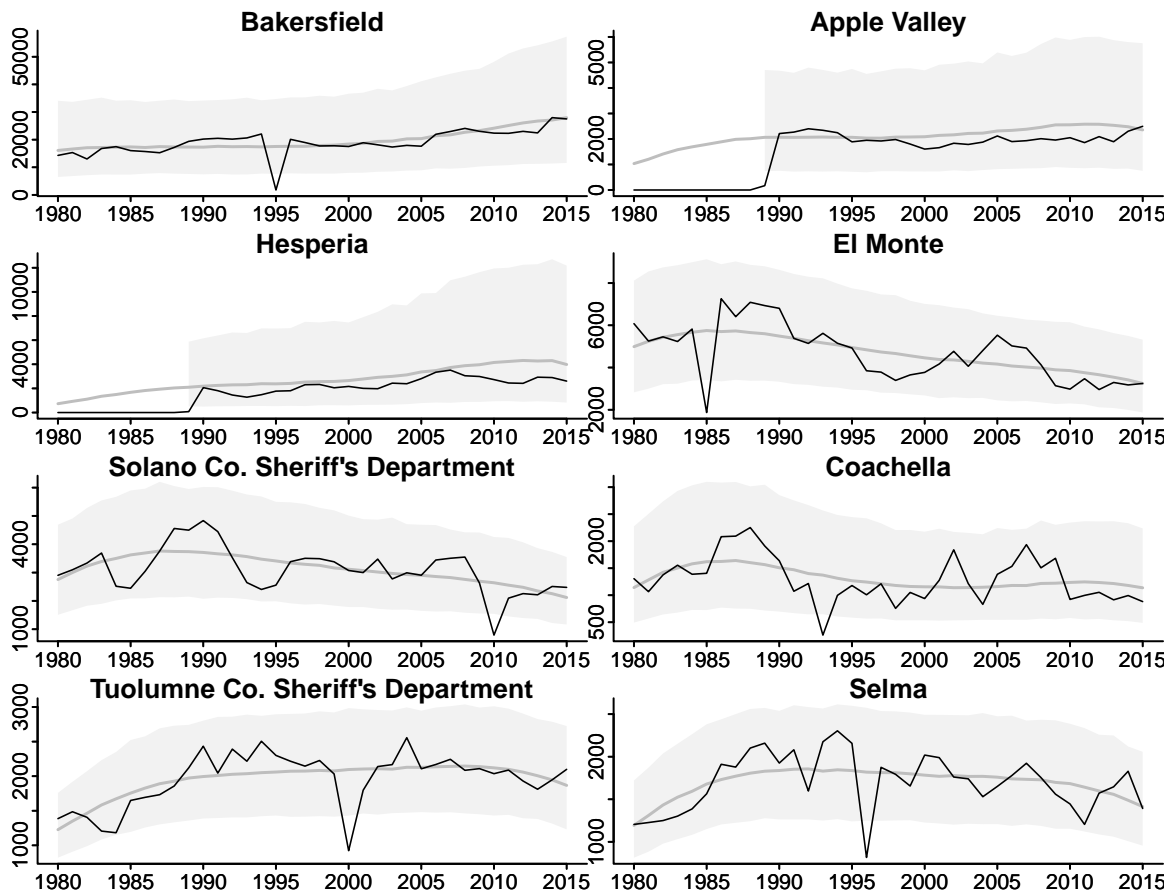 Bakersfield
0 20000 50000
1980 1985 1990 1995 2000 2005 2010 2015
Apple Valley
0 2000 5000
1980 1985 1990 1995 2000 2005 2010 2015
Hesperia
0 4000 10000
1980 1985 1990 1995 2000 2005 2010 2015
El Monte
2000 6000
1980 1985 1990 1995 2000 2005 2010 2015
Solano Co. Sheriff's Department
1000 4000
1980 1985 1990 1995 2000 2005 2010 2015
Coachella
500 2000
1980 1985 1990 1995 2000 2005 2010 2015
Tuolumne Co. Sheriff's Department
1000 2000 3000
1980 1985 1990 1995 2000 2005 2010 2015
Selma
1000 2000
1980 1985 1990 1995 2000 2005 2010 2015